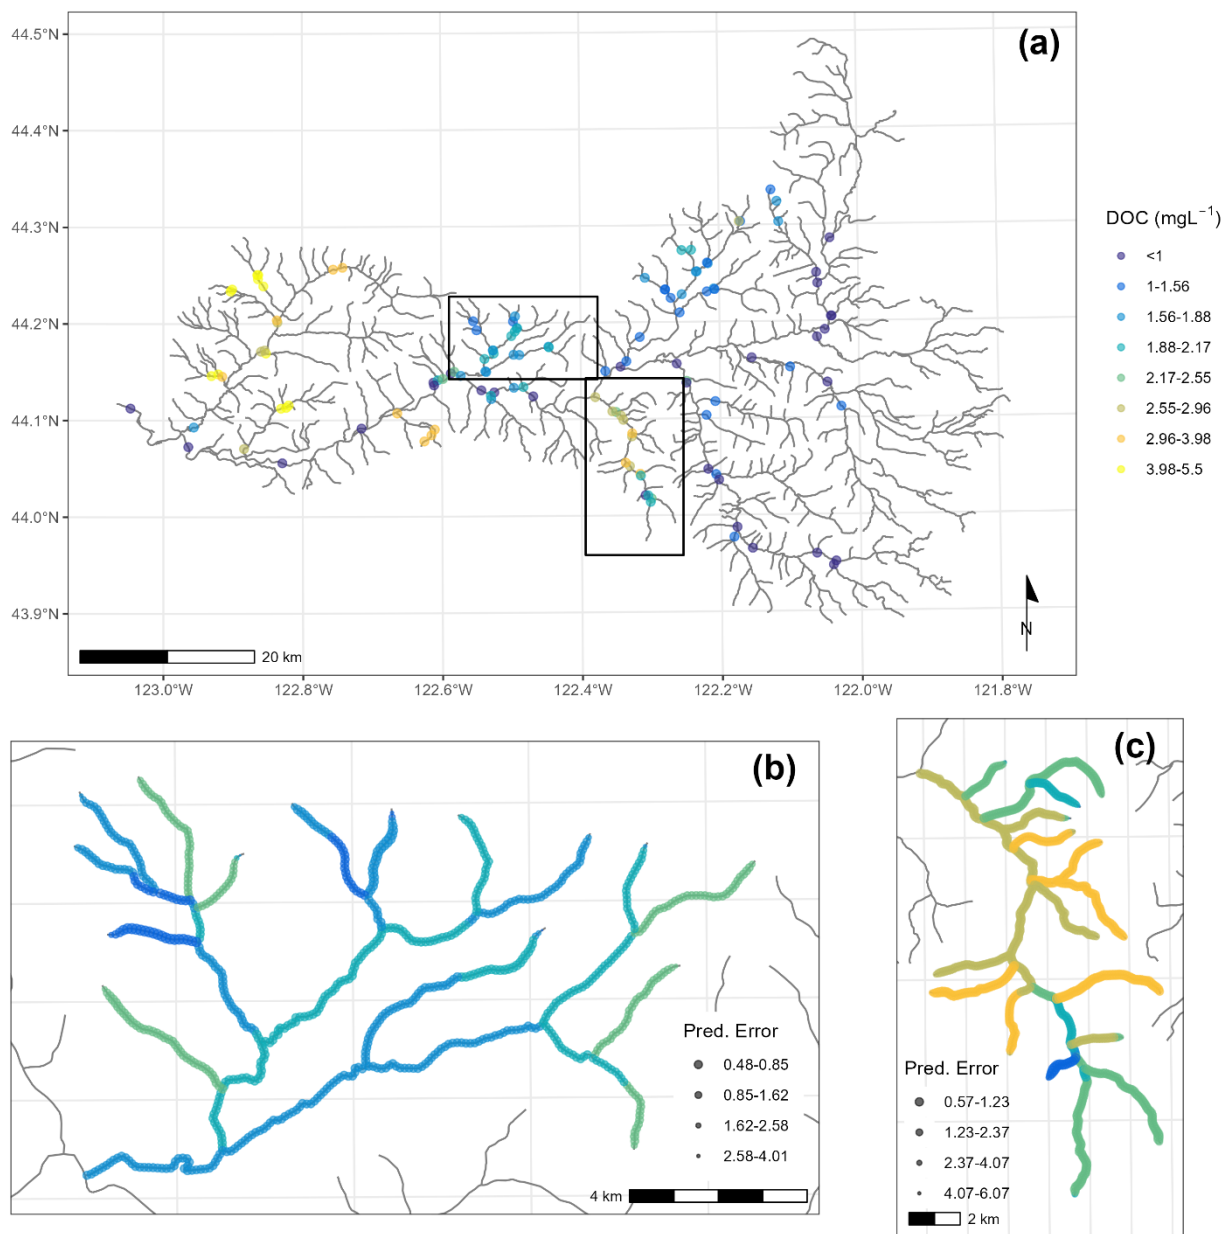 (a)
44.5°N
44.4°N
44.3°N
44.2°N
44.1°N
44.0°N
43.9°N
N
20 km
123.0°W 122.8°W 122.6°W 122.4°W 122.2°W 122.0°W 121.8°W
DOC (mgL⁻¹)
<1
1-1.56
1.56-1.88
1.88-2.17
2.17-2.55
2.55-2.96
2.96-3.98
3.98-5.5
(b)
Pred. Error
0.48-0.85
0.85-1.62
1.62-2.58
2.58-4.01
4 km
(c)
Pred. Error
0.57-1.23
1.23-2.37
2.37-4.07
4.07-6.07
2 km